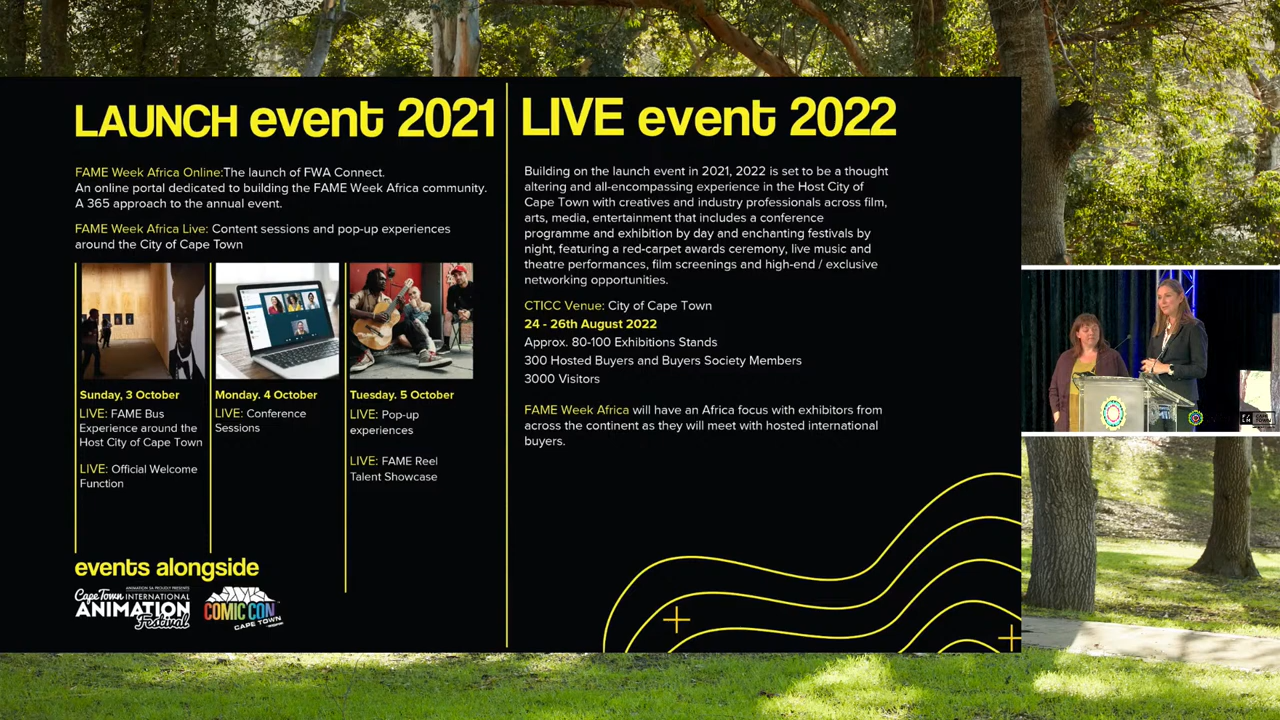 LAUNCH event 2021
FAME Week Africa Online:The launch of FWA Connect.
An online portal dedicated to building the FAME Week Africa community.
A 365 approach to the annual event.
FAME Week Africa Live: Content sessions and pop-up experiences
around the City of Cape Town
Sunday, 3 October
LIVE: FAME Bus
Experience around the
Host City of Cape Town
LIVE: Official Welcome
Function
Monday. 4 October
LIVE: Conference
Sessions
Tuesday. 5 October
LIVE: Pop-up
experiences
LIVE: FAME Reel
Talent Showcase
events alongside
ANIMATION SA PROUDLY PRESENTS
Cape Town INTERNATIONAL
ANIMATION
Festival
COMIC CON
CAPE TOWN
LIVE event 2022
Building on the launch event in 2021, 2022 is set to be a thought
altering and all-encompassing experience in the Host City of
Cape Town with creatives and industry professionals across film,
arts, media, entertainment that includes a conference
programme and exhibition by day and enchanting festivals by
night, featuring a red-carpet awards ceremony, live music and
theatre performances, film screenings and high-end / exclusive
networking opportunities.
CTICC Venue: City of Cape Town
24 - 26th August 2022
Approx. 80-100 Exhibitions Stands
300 Hosted Buyers and Buyers Society Members
3000 Visitors
FAME Week Africa will have an Africa focus with exhibitors from
across the continent as they will meet with hosted international
buyers.